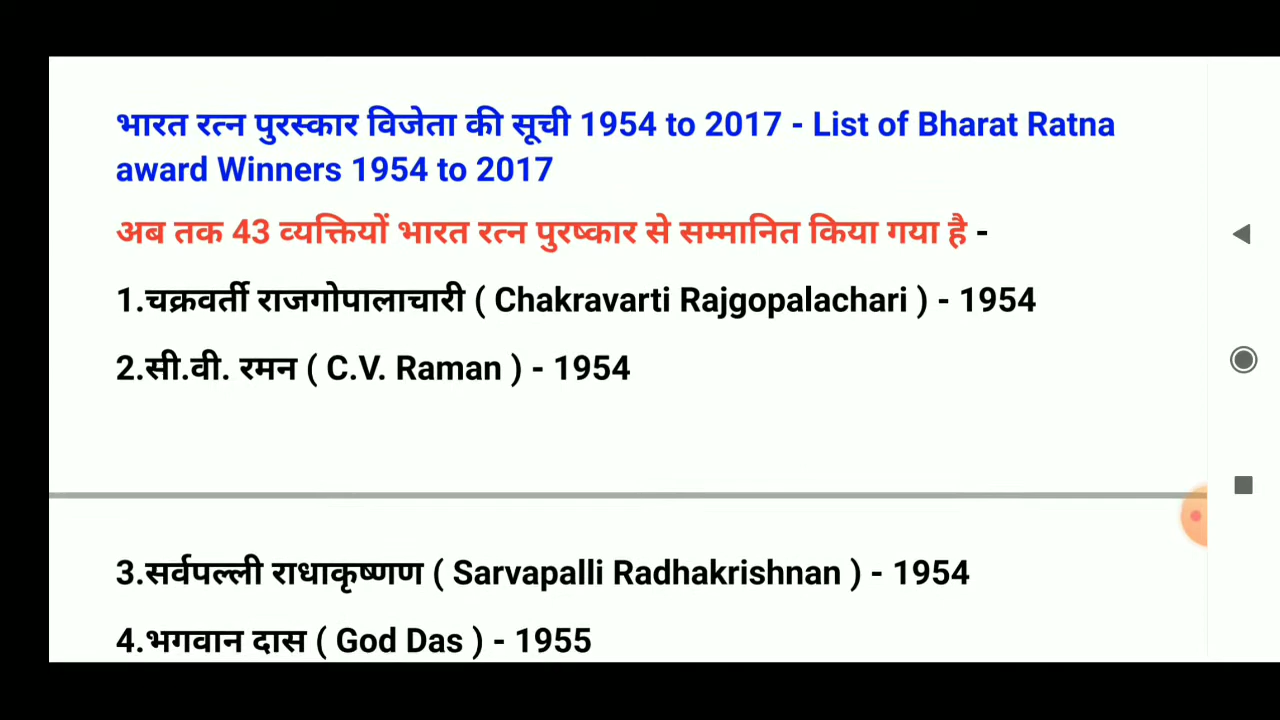 भारत रत्न पुरस्कार विजेता की सूची 1954 to 2017 - List of Bharat Ratna
award Winners 1954 to 2017
अब तक 43 व्यक्तियों भारत रत्न पुरष्कार से सम्मानित किया गया है -
1.चक्रवर्ती राजगोपालाचारी ( Chakravarti Rajgopalachari ) - 1954
2.सी.वी. रमन ( C.V. Raman ) - 1954
3.सर्वपल्ली राधाकृष्णण ( Sarvapalli Radhakrishnan ) - 1954
4.भगवान दास ( God Das ) - 1955